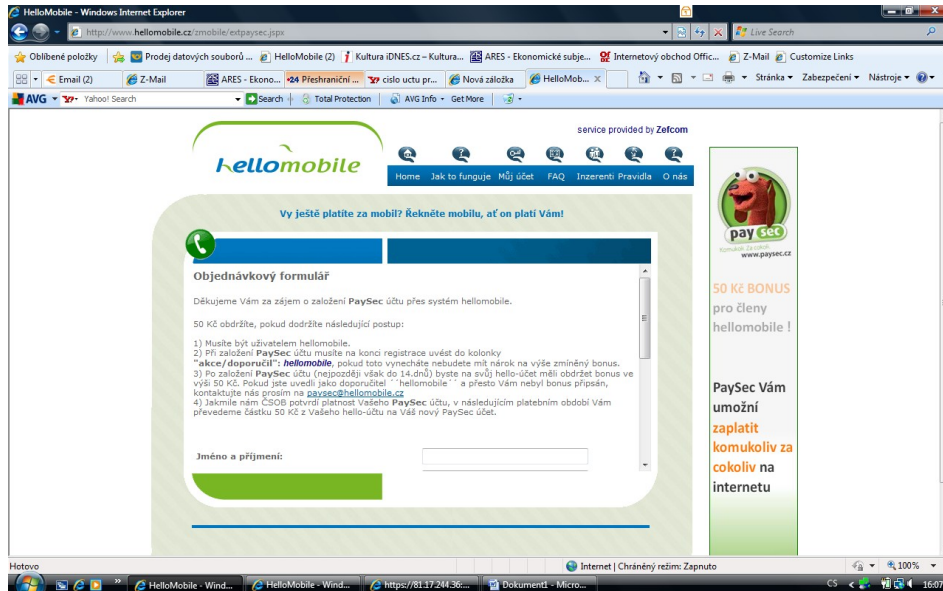 HelloMobile - Windows Internet Explorer
http://www.hellomobile.cz/zmobile/extpaysec.jspx
Live Search
Oblíbené položky
Prodej datových souborů ...
HelloMobile (2)
Kultura iDNES.cz – Kultura...
ARES - Ekonomické subje...
Internetový obchod Offic...
Z-Mail
Customize Links
Email (2)
Z-Mail
ARES - Ekono...
Přeshraniční ...
cislo uctu pr...
Nová záložka
HelloMob...
Stránka
Zabezpečení
Nástroje
AVG
Yahoo! Search
Search
Total Protection
AVG Info
Get More
service provided by Zefcom
hellomobile
Home Jak to funguje Můj účet FAQ Inzerenti Pravidla O nás
Vy ještě platíte za mobil? Řekněte mobilu, ať on platí Vám!
Objednávkový formulář
Děkujeme Vám za zájem o založení PaySec účtu přes systém hellomobile.
50 Kč obdržíte, pokud dodržíte následující postup:
1) Musíte být uživatelem hellomobile.
2) Při založení PaySec účtu musíte na konci registrace uvést do kolonky
"akce/doporučil": hellomobile, pokud toto vynecháte nebudete mít nárok na výše zmíněný bonus.
3) Po založení PaySec účtu (nejpozději však do 14.dnů) byste na svůj hello-účet měli obdržet bonus ve
výši 50 Kč. Pokud jste uvedli jako doporučitel ´´hellomobile´´ a přesto Vám nebyl bonus připsán,
kontaktujte nás prosím na paysec@hellomobile.cz
4) Jakmile nám ČSOB potvrdí platnost Vašeho PaySec účtu, v následujícím platebním období Vám
převedeme částku 50 Kč z Vašeho hello-účtu na Váš nový PaySec účet.
Jméno a příjmení:
pay sec
Komukoli Za cokoli
www.paysec.cz
50 Kč BONUS
pro členy
hellomobile !
PaySec Vám
umožní
zaplatit
komukoliv za
cokoliv na
internetu
Hotovo
Internet | Chráněný režim: Zapnuto
100%
HelloMobile - Wind...
HelloMobile - Wind...
https://81.17.244.36:...
Dokument1 - Micro...
CS
16:07